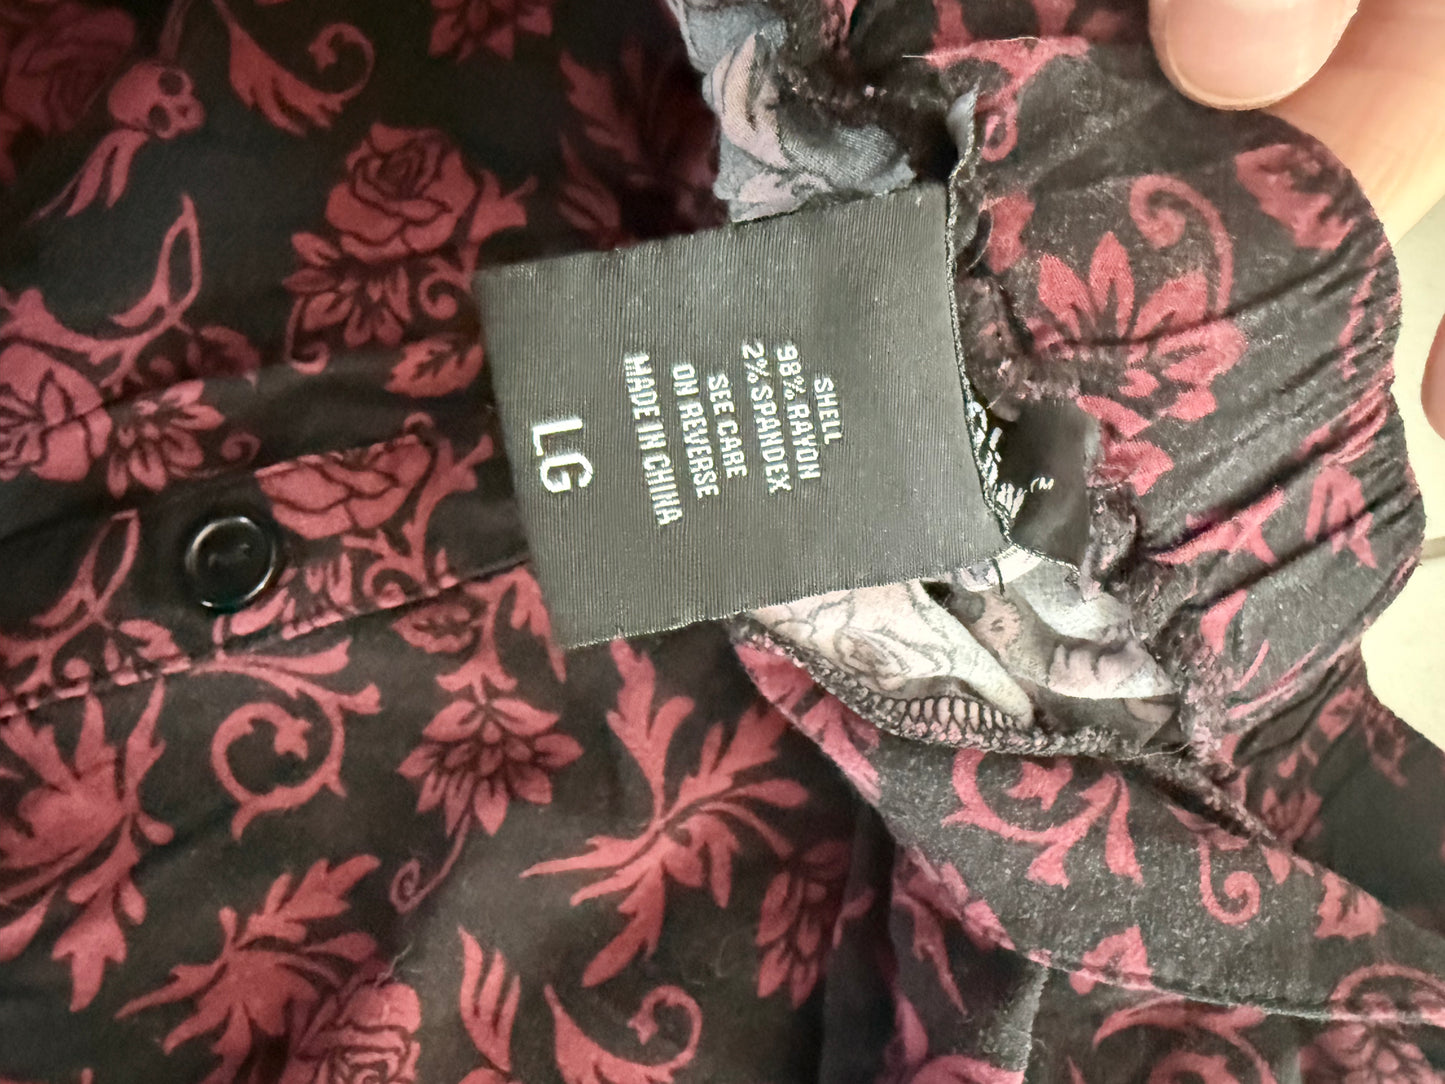 SHELL
98% RAYON
2% SPANDEX
SEE CARE
ON REVERSE
MADE IN CHINA
LG